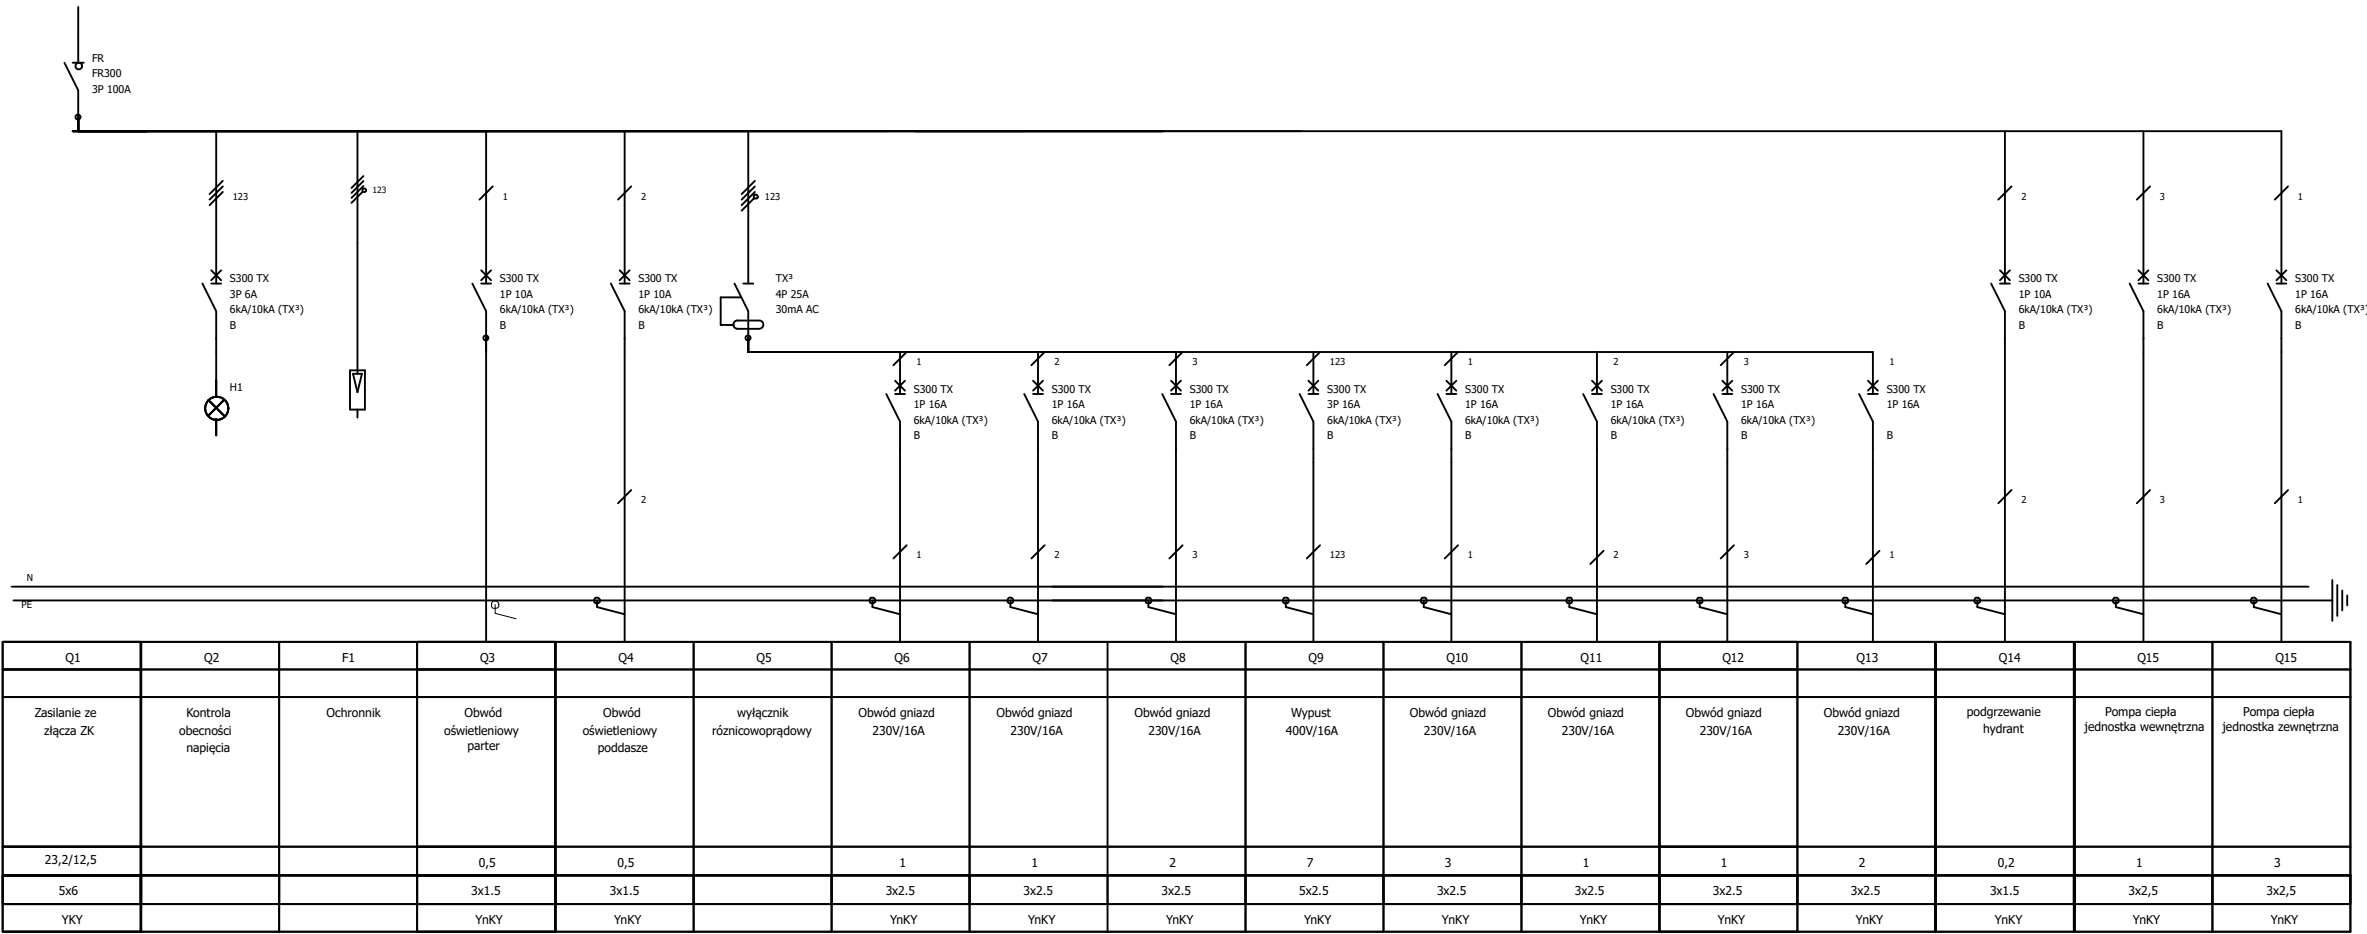 FR
FR300
3P 100A
123
123
1
2
123
2
3
1
S300 TX
3P 6A
6kA/10kA (TX³)
B
S300 TX
1P 10A
6kA/10kA (TX³)
B
S300 TX
1P 10A
6kA/10kA (TX³)
B
TX³
4P 25A
30mA AC
S300 TX
1P 10A
6kA/10kA (TX³)
B
S300 TX
1P 16A
6kA/10kA (TX³)
B
S300 TX
1P 16A
6kA/10kA (TX³)
B
H1
1
2
3
123
1
2
3
1
S300 TX
1P 16A
6kA/10kA (TX³)
B
S300 TX
1P 16A
6kA/10kA (TX³)
B
S300 TX
1P 16A
6kA/10kA (TX³)
B
S300 TX
3P 16A
6kA/10kA (TX³)
B
S300 TX
1P 16A
6kA/10kA (TX³)
B
S300 TX
1P 16A
6kA/10kA (TX³)
B
S300 TX
1P 16A
6kA/10kA (TX³)
B
S300 TX
1P 16A
B
2
2
3
1
1
2
3
123
1
2
3
1
N
PE
Q1 Q2 F1 Q3 Q4 Q5 Q6 Q7 Q8 Q9 Q10 Q11 Q12 Q13 Q14 Q15 Q15
Zasilanie ze
złącza ZK
Kontrola
obecności
napięcia
Ochronnik
Obwód
oświetleniowy
parter
Obwód
oświetleniowy
poddasze
wyłącznik
róznicowoprądowy
Obwód gniazd
230V/16A
Obwód gniazd
230V/16A
Obwód gniazd
230V/16A
Wypust
400V/16A
Obwód gniazd
230V/16A
Obwód gniazd
230V/16A
Obwód gniazd
230V/16A
Obwód gniazd
230V/16A
podgrzewanie
hydrant
Pompa ciepła
jednostka wewnętrzna
Pompa ciepła
jednostka zewnętrzna
23,2/12,5 0,5 0,5 1 1 2 7 3 1 1 2 0,2 1 3
5x6 3x1.5 3x1.5 3x2.5 3x2.5 3x2.5 5x2.5 3x2.5 3x2.5 3x2.5 3x2.5 3x1.5 3x2,5 3x2,5
YKY YnKY YnKY YnKY YnKY YnKY YnKY YnKY YnKY YnKY YnKY YnKY YnKY YnKY